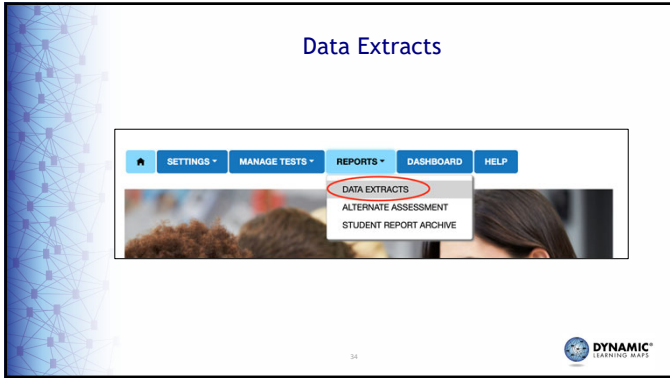 Data Extracts
SETTINGS MANAGE TESTS REPORTS DASHBOARD HELP
DATA EXTRACTS
ALTERNATE ASSESSMENT
STUDENT REPORT ARCHIVE
34
DYNAMIC®
LEARNING MAPS